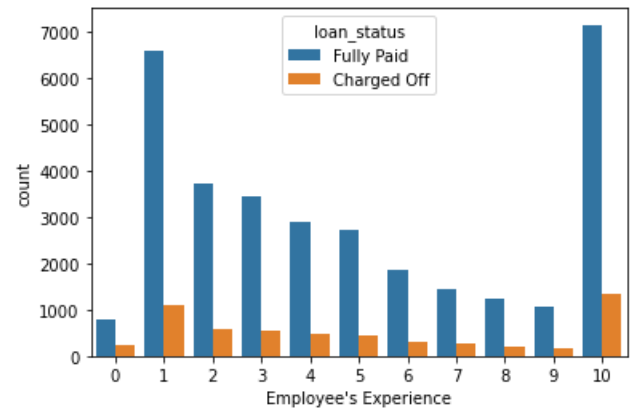 loan_status
Fully Paid
Charged Off
7000
6000
5000
4000
3000
2000
1000
0
count
0 1 2 3 4 5 6 7 8 9 10
Employee's Experience